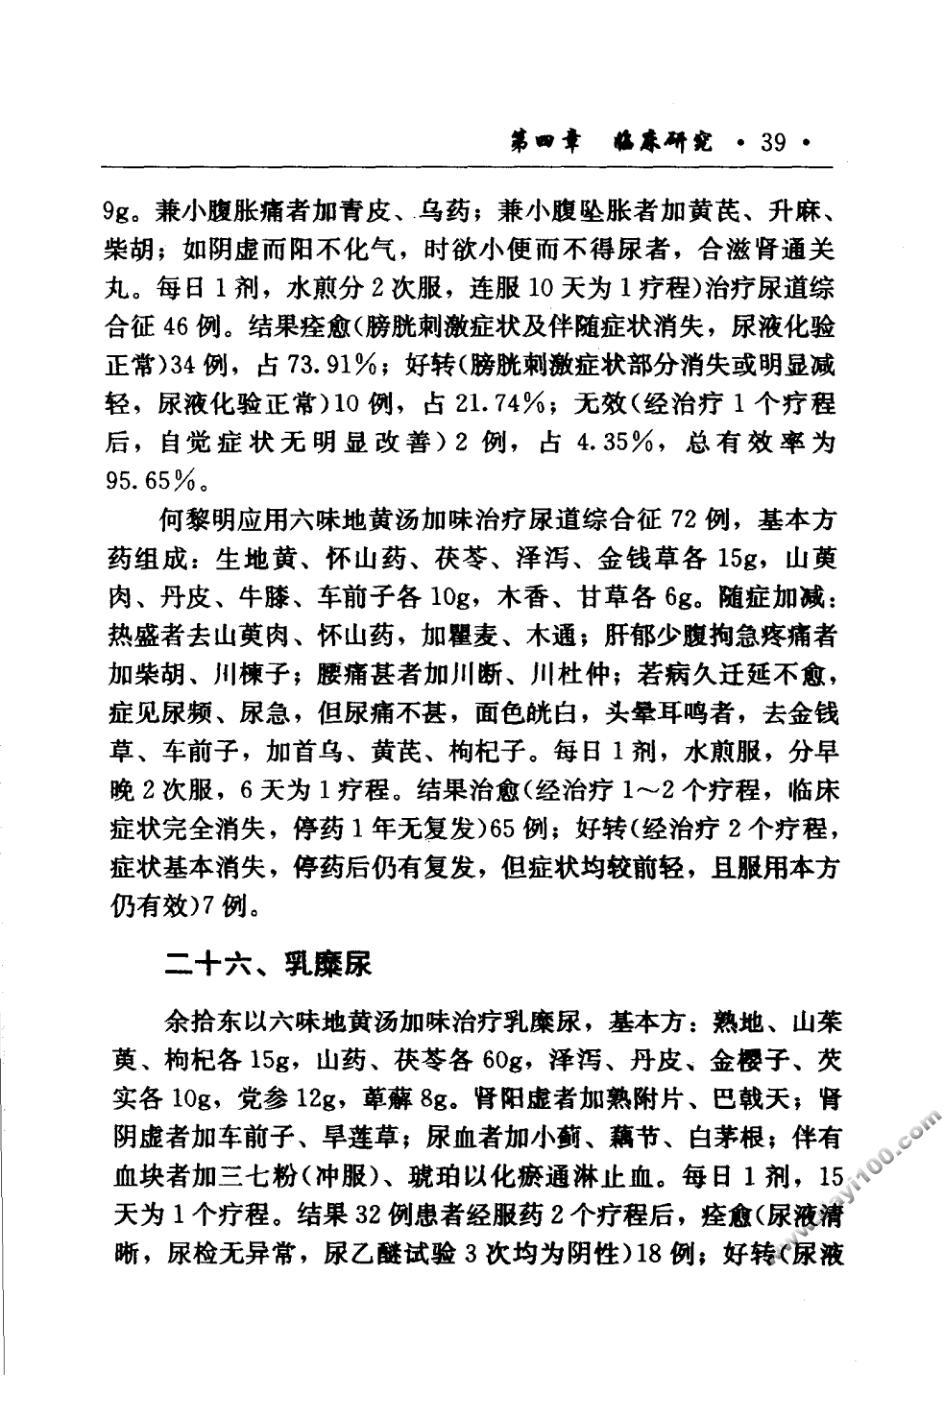 第四章 临床研究 · 39 ·
9g。兼小腹胀痛者加青皮、乌药；兼小腹坠胀者加黄芪、升麻、
柴胡；如阴虚而阳不化气，时欲小便而不得尿者，合滋肾通关
丸。每日 1 剂，水煎分 2 次服，连服 10 天为 1 疗程)治疗尿道综
合征 46 例。结果痊愈(膀胱刺激症状及伴随症状消失，尿液化验
正常)34 例，占 73.91％；好转(膀胱刺激症状部分消失或明显减
轻，尿液化验正常)10 例，占 21.74％；无效(经治疗 1 个疗程
后，自觉症状无明显改善)2 例，占 4.35％，总有效率为
95.65％。
何黎明应用六味地黄汤加味治疗尿道综合征 72 例，基本方
药组成：生地黄、怀山药、茯苓、泽泻、金钱草各 15g，山萸
肉、丹皮、牛膝、车前子各 10g，木香、甘草各 6g。随症加减：
热盛者去山萸肉、怀山药，加瞿麦、木通；肝郁少腹拘急疼痛者
加柴胡、川楝子；腰痛甚者加川断、川杜仲；若病久迁延不愈，
症见尿频、尿急，但尿痛不甚，面色㿠白，头晕耳鸣者，去金钱
草、车前子，加首乌、黄芪、枸杞子。每日 1 剂，水煎服，分早
晚 2 次服，6 天为 1 疗程。结果治愈(经治疗 1～2 个疗程，临床
症状完全消失，停药 1 年无复发)65 例；好转(经治疗 2 个疗程，
症状基本消失，停药后仍有复发，但症状均较前轻，且服用本方
仍有效)7 例。
二十六、乳糜尿
余拾东以六味地黄汤加味治疗乳糜尿，基本方：熟地、山茱
萸、枸杞各 15g，山药、茯苓各 60g，泽泻、丹皮、金樱子、芡
实各 10g，党参 12g，萆薢 8g。肾阳虚者加熟附片、巴戟天；肾
阴虚者加车前子、旱莲草；尿血者加小蓟、藕节、白茅根；伴有
血块者加三七粉(冲服)、琥珀以化瘀通淋止血。每日 1 剂，15
天为 1 个疗程。结果 32 例患者经服药 2 个疗程后，痊愈(尿液清
晰，尿检无异常，尿乙醚试验 3 次均为阴性)18 例；好转(尿液